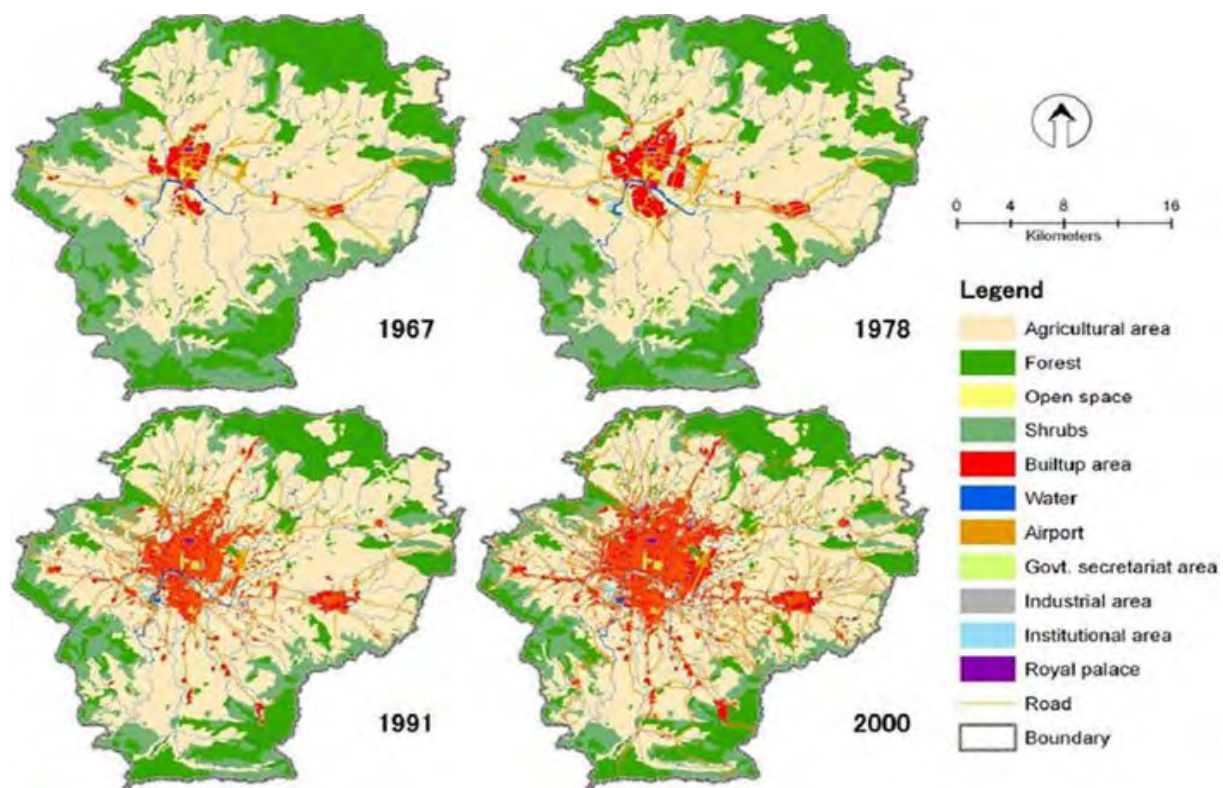 1967
1978
1991
2000
0 4 8 16
Kilometers
Legend
Agricultural area
Forest
Open space
Shrubs
Builtup area
Water
Airport
Govt. secretariat area
Industrial area
Institutional area
Royal palace
Road
Boundary